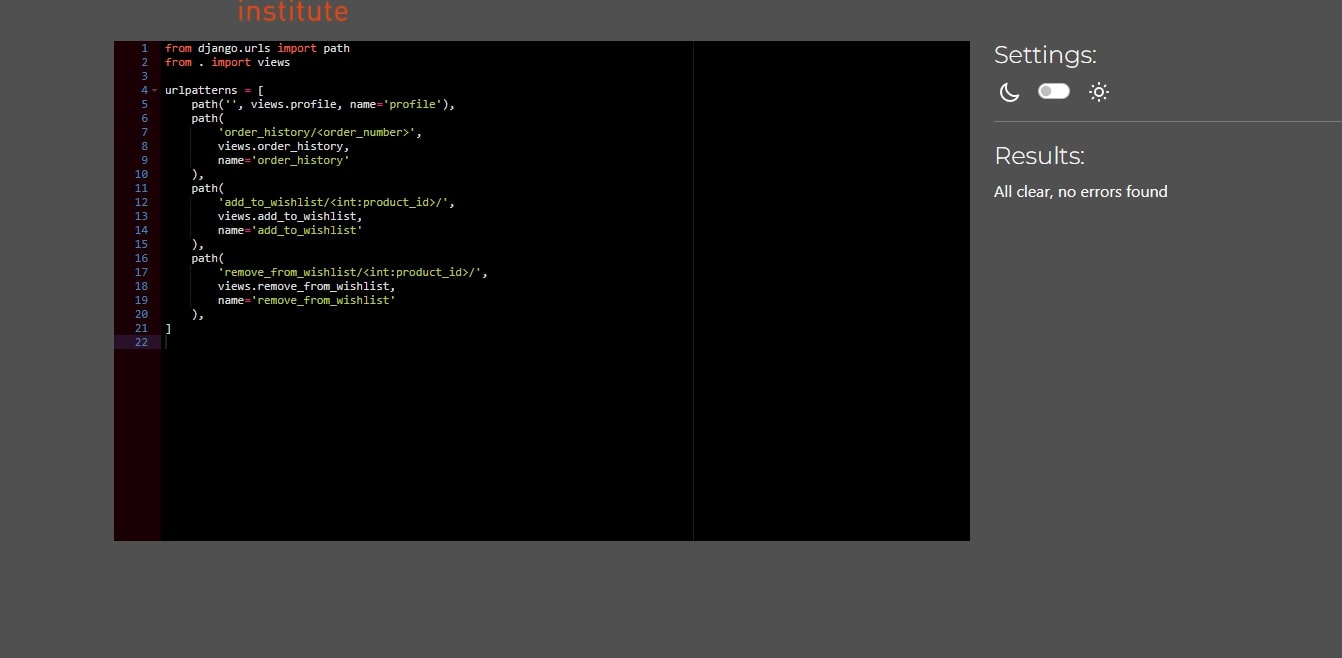 institute
1 from django.urls import path
2 from . import views
3
4 urlpatterns = [
5     path('', views.profile, name='profile'),
6     path(
7         'order_history/<order_number>',
8         views.order_history,
9         name='order_history'
10     ),
11     path(
12         'add_to_wishlist/<int:product_id>/',
13         views.add_to_wishlist,
14         name='add_to_wishlist'
15     ),
16     path(
17         'remove_from_wishlist/<int:product_id>/',
18         views.remove_from_wishlist,
19         name='remove_from_wishlist'
20     ),
21 ]
22
Settings:
Results:
All clear, no errors found